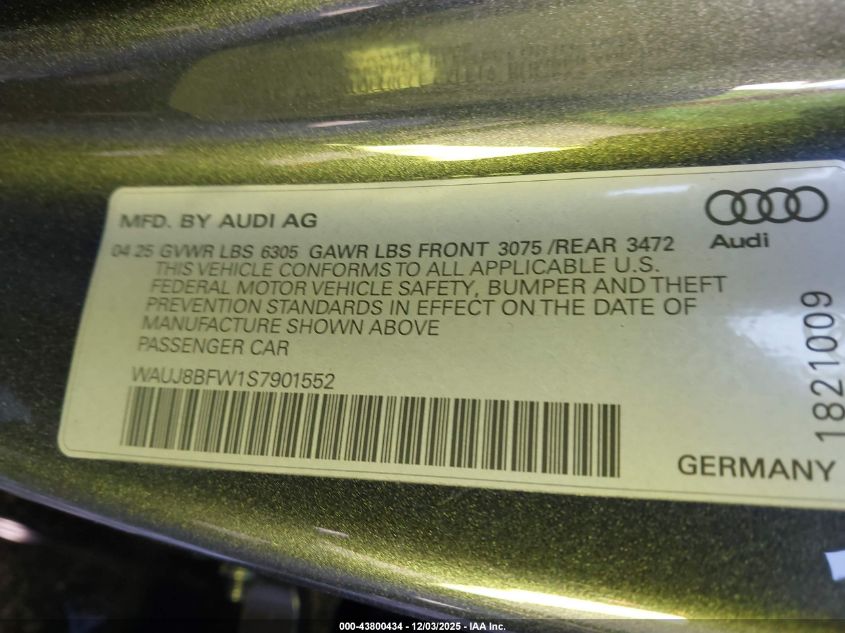 MFD. BY AUDI AG
Audi
04 25 GVWR LBS 6305 GAWR LBS FRONT 3075 /REAR 3472
THIS VEHICLE CONFORMS TO ALL APPLICABLE U.S.
FEDERAL MOTOR VEHICLE SAFETY, BUMPER AND THEFT
PREVENTION STANDARDS IN EFFECT ON THE DATE OF
MANUFACTURE SHOWN ABOVE
PASSENGER CAR
WAUJ8BFW1S7901552
1821009
GERMANY
000-43800434 - 12/03/2025 - IAA Inc.